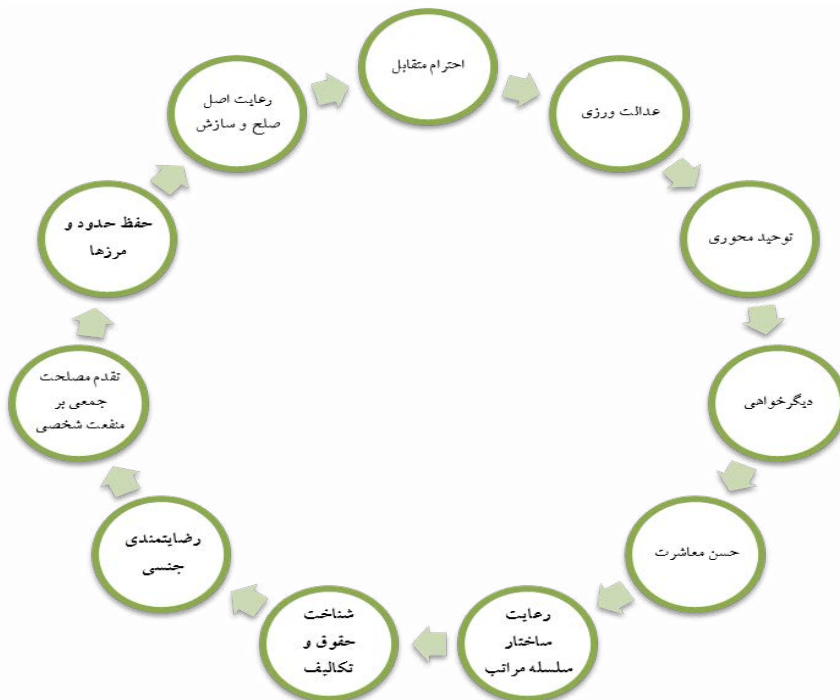 احترام متقابل
عدالت ورزی
توحید محوری
دیگرخواهی
حسن معاشرت
رعایت
ساختار
سلسله مراتب
شناخت
حقوق و
تکالیف
رضایتمندی
جنسی
تقدم مصلحت
جمعی بر
منفعت شخصی
حفظ حدود و
مرزها
رعایت اصل
صلح و سازش